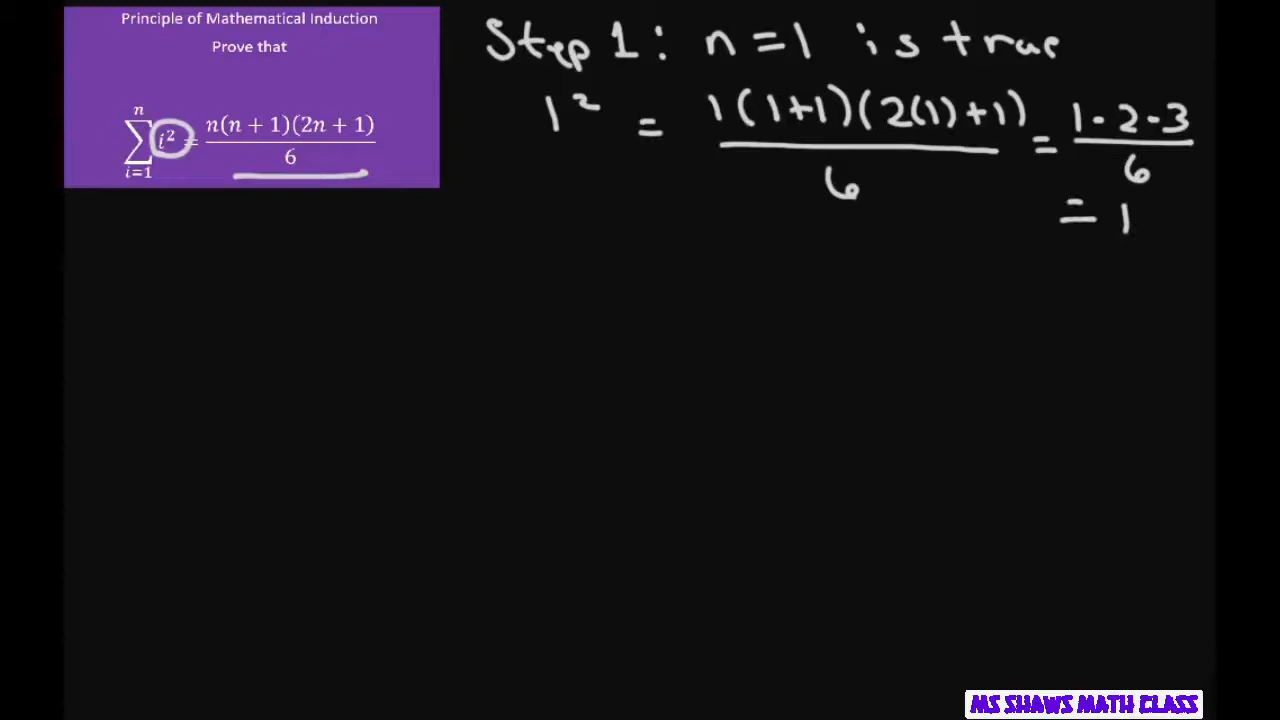 Principle of Mathematical Induction
Prove that
n
∑ i² = n(n + 1)(2n + 1)
6
i=1
Step 1: n = 1 is true
1² = 1(1+1)(2(1)+1) = 1·2·3
6 6
= 1
MS SHAWS MATH CLASS